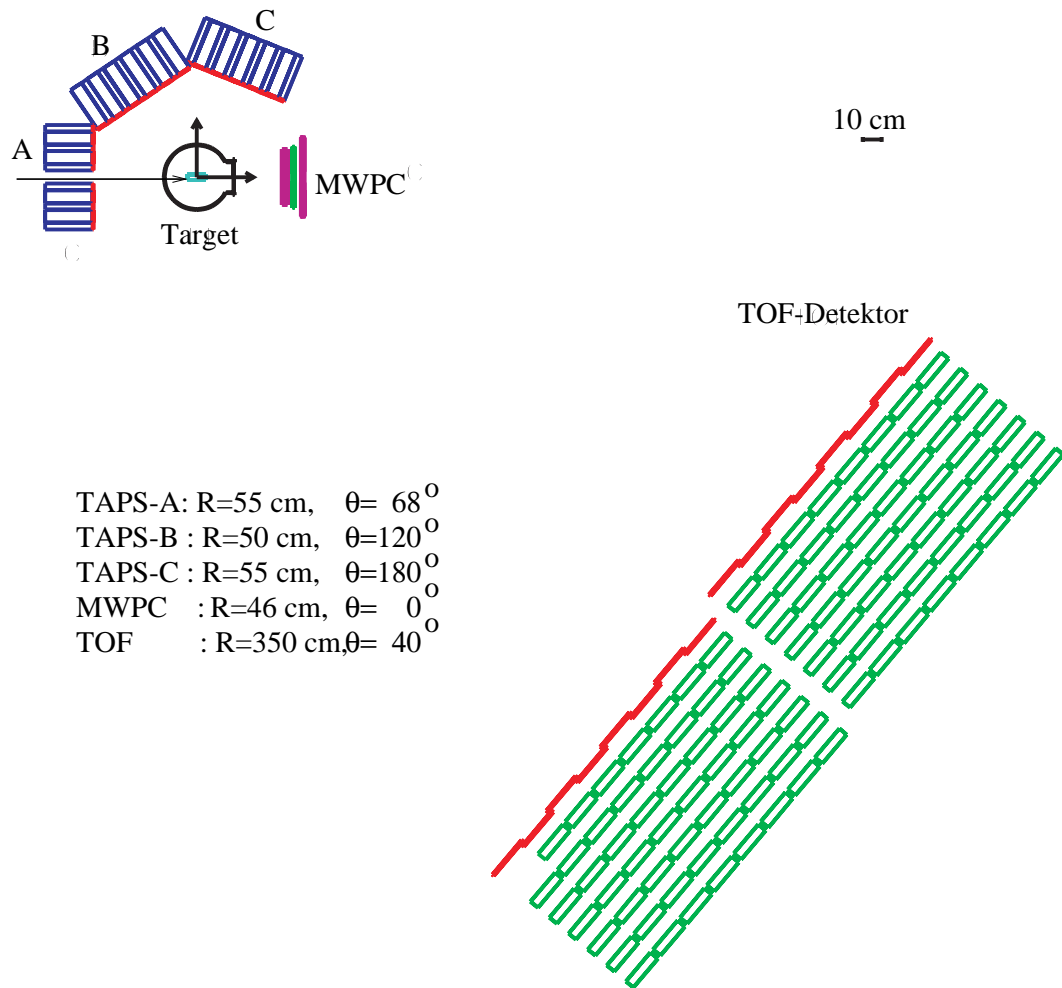 C
B
10 cm
A
MWPC
Target
TOF-Detektor
TAPS-A: R=55 cm, θ= 68°
TAPS-B : R=50 cm, θ=120°
TAPS-C : R=55 cm, θ=180°
MWPC : R=46 cm, θ= 0°
TOF : R=350 cm,θ= 40°